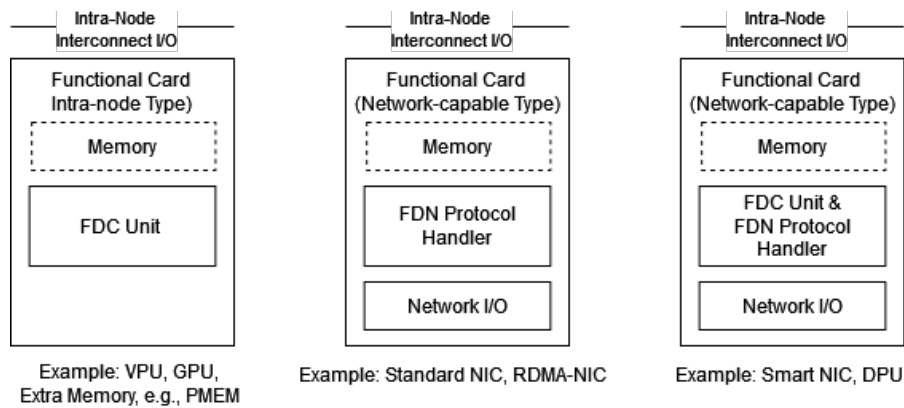 Intra-Node
Interconnect I/O
Functional Card
Intra-node Type)
Memory
FDC Unit
Example: VPU, GPU,
Extra Memory, e.g., PMEM
Intra-Node
Interconnect I/O
Functional Card
(Network-capable Type)
Memory
FDN Protocol
Handler
Network I/O
Example: Standard NIC, RDMA-NIC
Intra-Node
Interconnect I/O
Functional Card
(Network-capable Type)
Memory
FDC Unit &
FDN Protocol
Handler
Network I/O
Example: Smart NIC, DPU